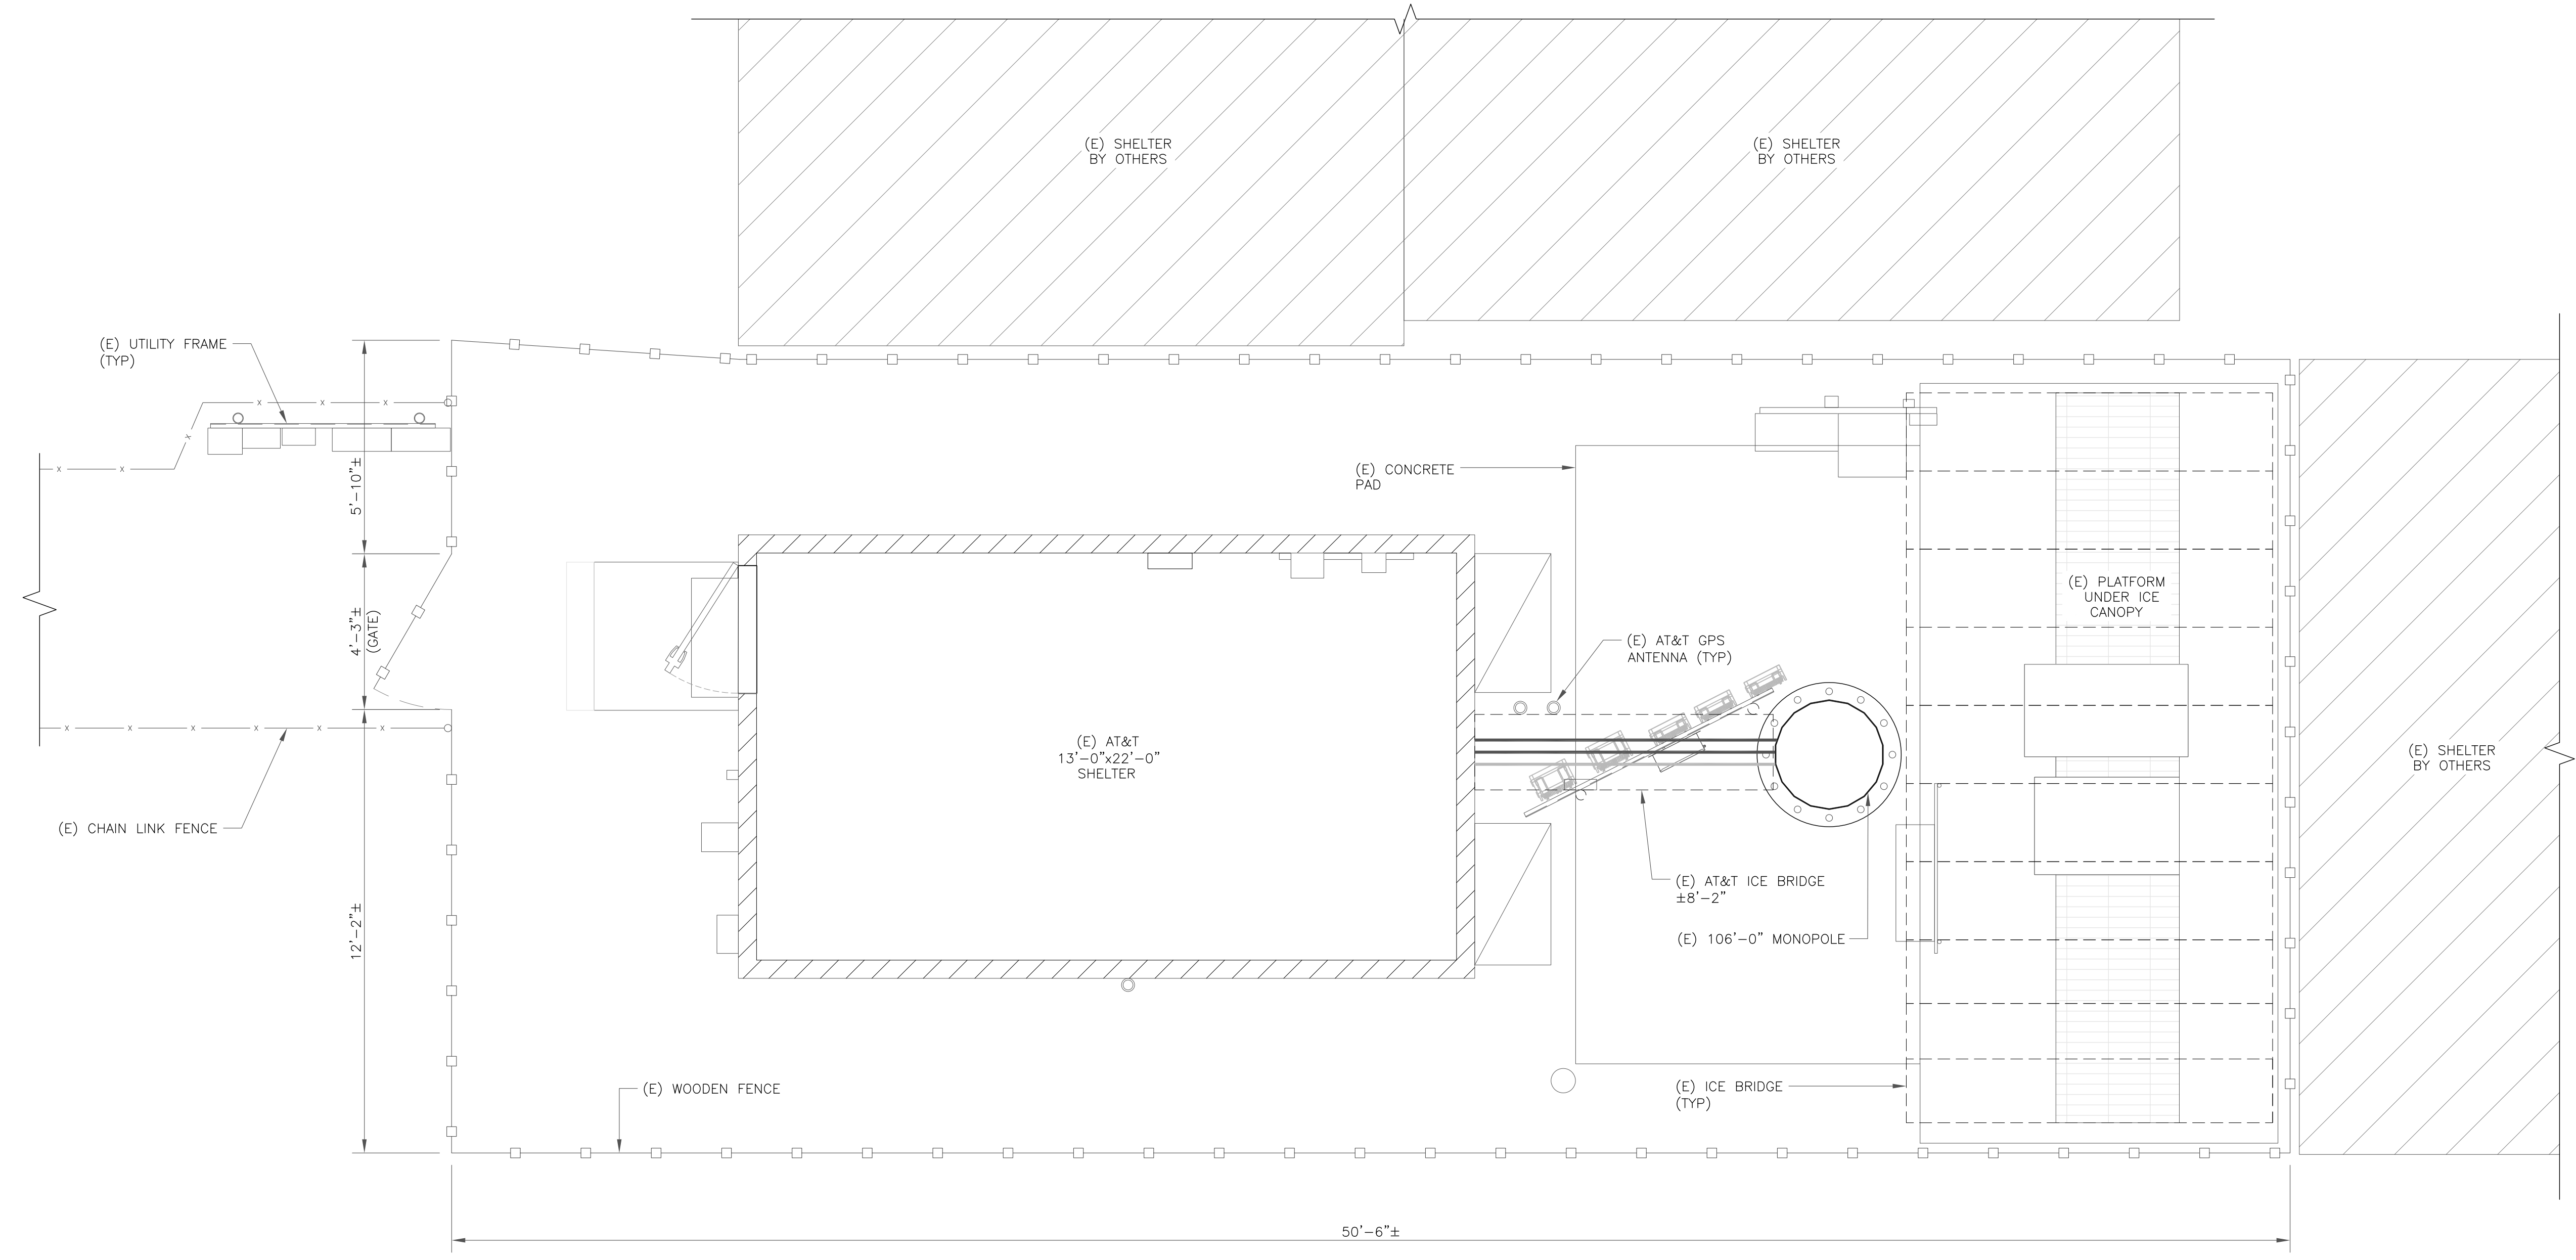 (E) SHELTER
BY OTHERS
(E) SHELTER
BY OTHERS
(E) UTILITY FRAME
(TYP)
x x x
x
x x
5'-10"±
(E) CONCRETE
PAD
(E) PLATFORM
UNDER ICE
CANOPY
4'-3"±
(GATE)
(E) AT&T GPS
ANTENNA (TYP)
x x x x x x
(E) AT&T
13'-0"x22'-0"
SHELTER
(E) SHELTER
BY OTHERS
(E) CHAIN LINK FENCE
(E) AT&T ICE BRIDGE
±8'-2"
12'-2"±
(E) 106'-0" MONOPOLE
(E) WOODEN FENCE
(E) ICE BRIDGE
(TYP)
50'-6"±